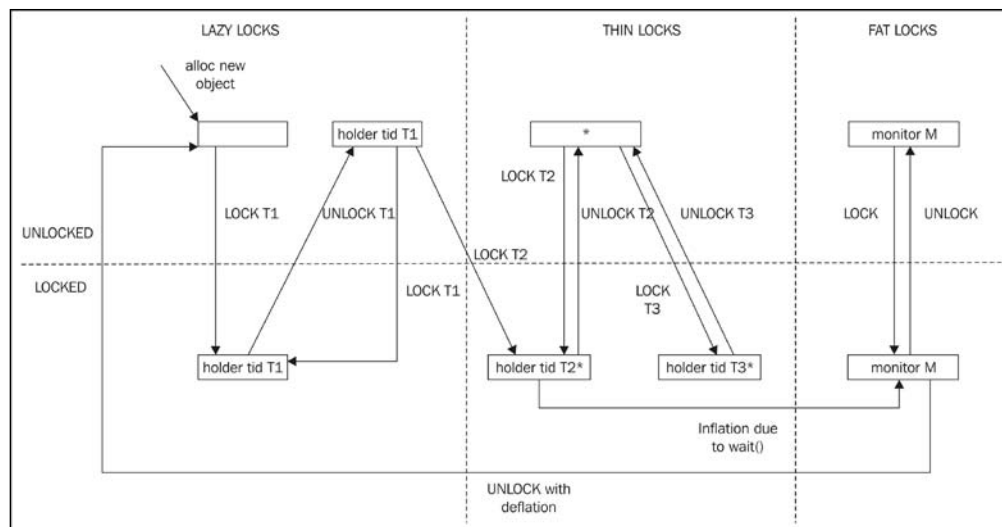 LAZY LOCKS
THIN LOCKS
FAT LOCKS
alloc new
object
holder tid T1
*
monitor M
LOCK T2
LOCK T1
UNLOCK T1
UNLOCK T2
UNLOCK T3
LOCK
UNLOCK
UNLOCKED
LOCK T2
LOCKED
LOCK T1
LOCK
T3
holder tid T1
holder tid T2*
holder tid T3*
monitor M
Inflation due
to wait()
UNLOCK with
deflation